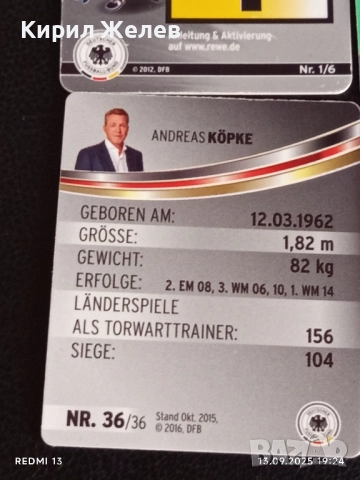 Кирил Желев
Anleitung & Aktivierung
auf www.rewe.de
© 2012, DFB
Nr. 1/6
ANDREAS KÖPKE
GEBOREN AM: 12.03.1962
GRÖSSE: 1,82 m
GEWICHT: 82 kg
ERFOLGE: 2. EM 08, 3. WM 06, 10, 1. WM 14
LÄNDERSPIELE
ALS TORWARTTRAINER: 156
SIEGE: 104
NR. 36/36
Stand Okt. 2015,
© 2016, DFB
REDMI 13
13.09.2025 19:24